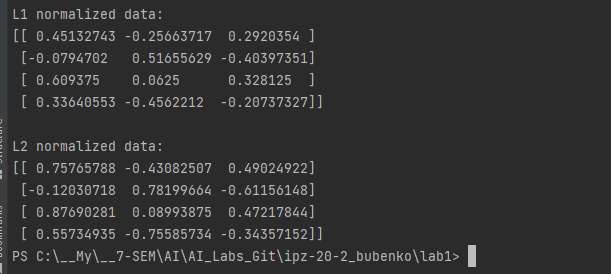 L1 normalized data:
[[ 0.45132743 -0.25663717  0.2920354 ]
 [-0.0794702   0.51655629 -0.40397351]
 [ 0.609375    0.0625      0.328125  ]
 [ 0.33640553 -0.4562212  -0.20737327]]

L2 normalized data:
[[ 0.75765788 -0.43082507  0.49024922]
 [-0.12030718  0.78199664 -0.61156148]
 [ 0.87690281  0.08993875  0.47217844]
 [ 0.55734935 -0.75585734 -0.34357152]]
PS C:\__My\__7-SEM\AI\AI_Labs_Git\ipz-20-2_bubenko\lab1>